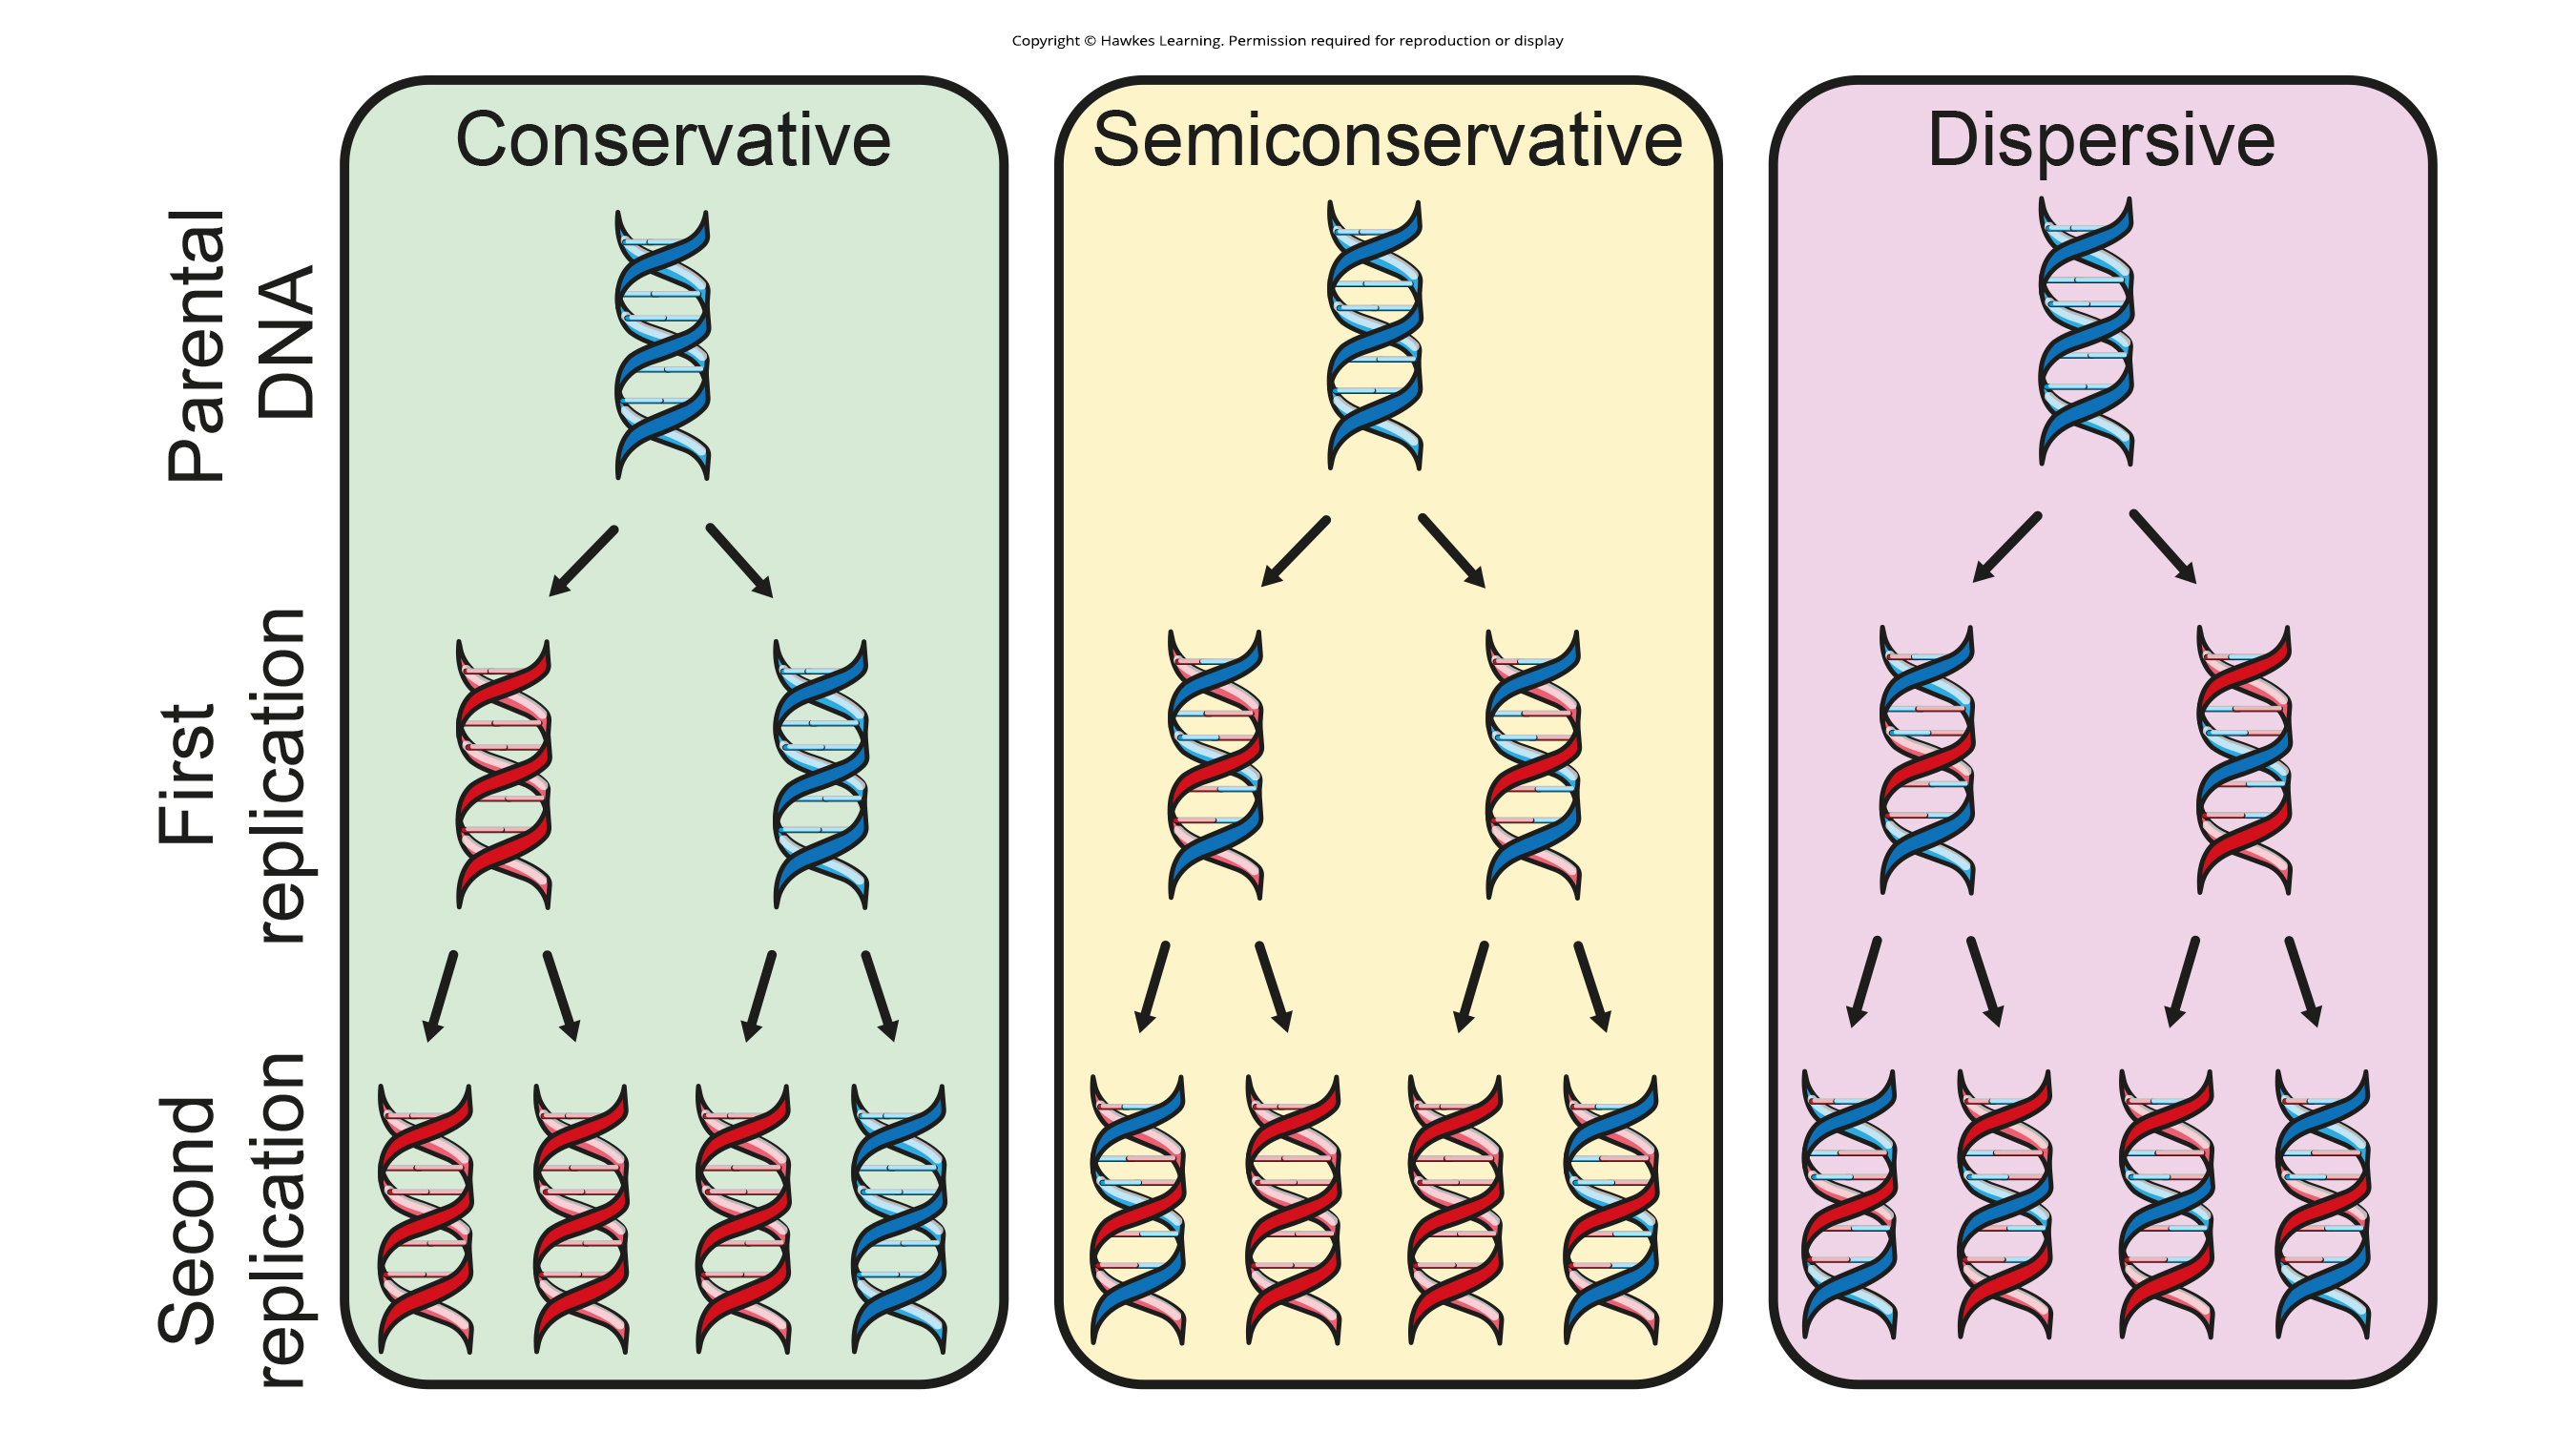 Copyright © Hawkes Learning. Permission required for reproduction or display
Conservative
Semiconservative
Dispersive
Parental
DNA
First
replication
Second
replication